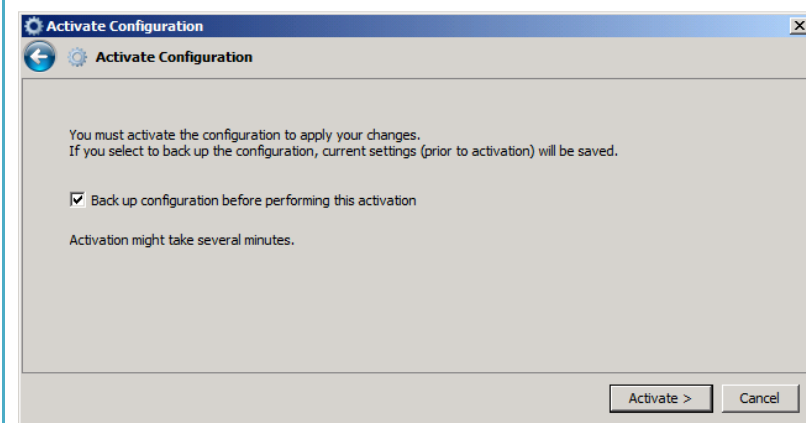 Activate Configuration
Activate Configuration
You must activate the configuration to apply your changes.
If you select to back up the configuration, current settings (prior to activation) will be saved.
Back up configuration before performing this activation
Activation might take several minutes.
Activate > Cancel